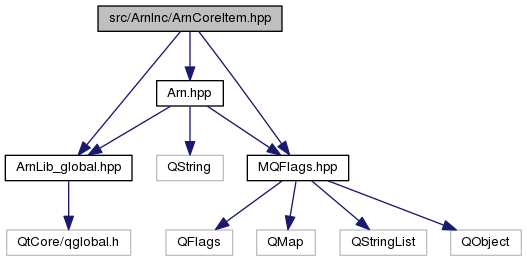 src/ArnInc/ArnCoreItem.hpp
Arn.hpp
ArnLib_global.hpp
QString
MQFlags.hpp
QtCore/qglobal.h
QFlags
QMap
QStringList
QObject